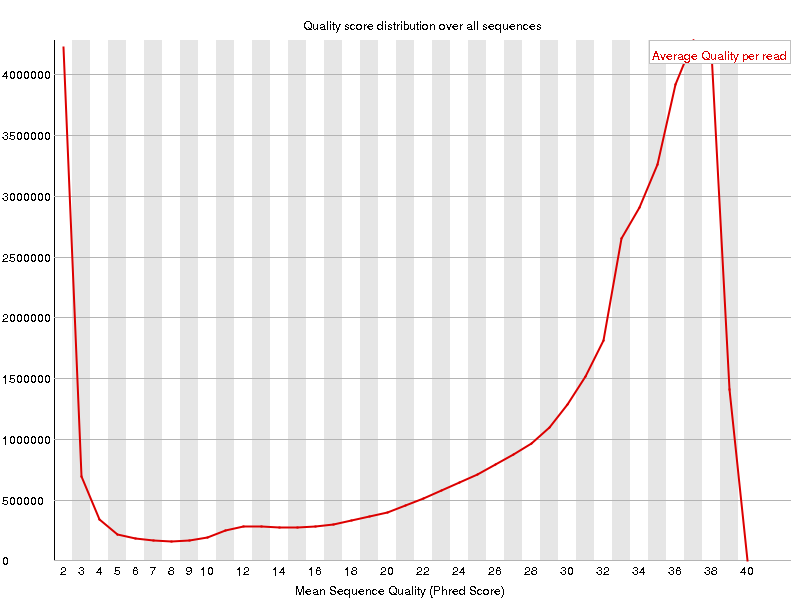 Quality score distribution over all sequences
Average Quality per read
4000000
3500000
3000000
2500000
2000000
1500000
1000000
500000
0
2 3 4 5 6 7 8 9 10 12 14 16 18 20 22 24 26 28 30 32 34 36 38 40
Mean Sequence Quality (Phred Score)